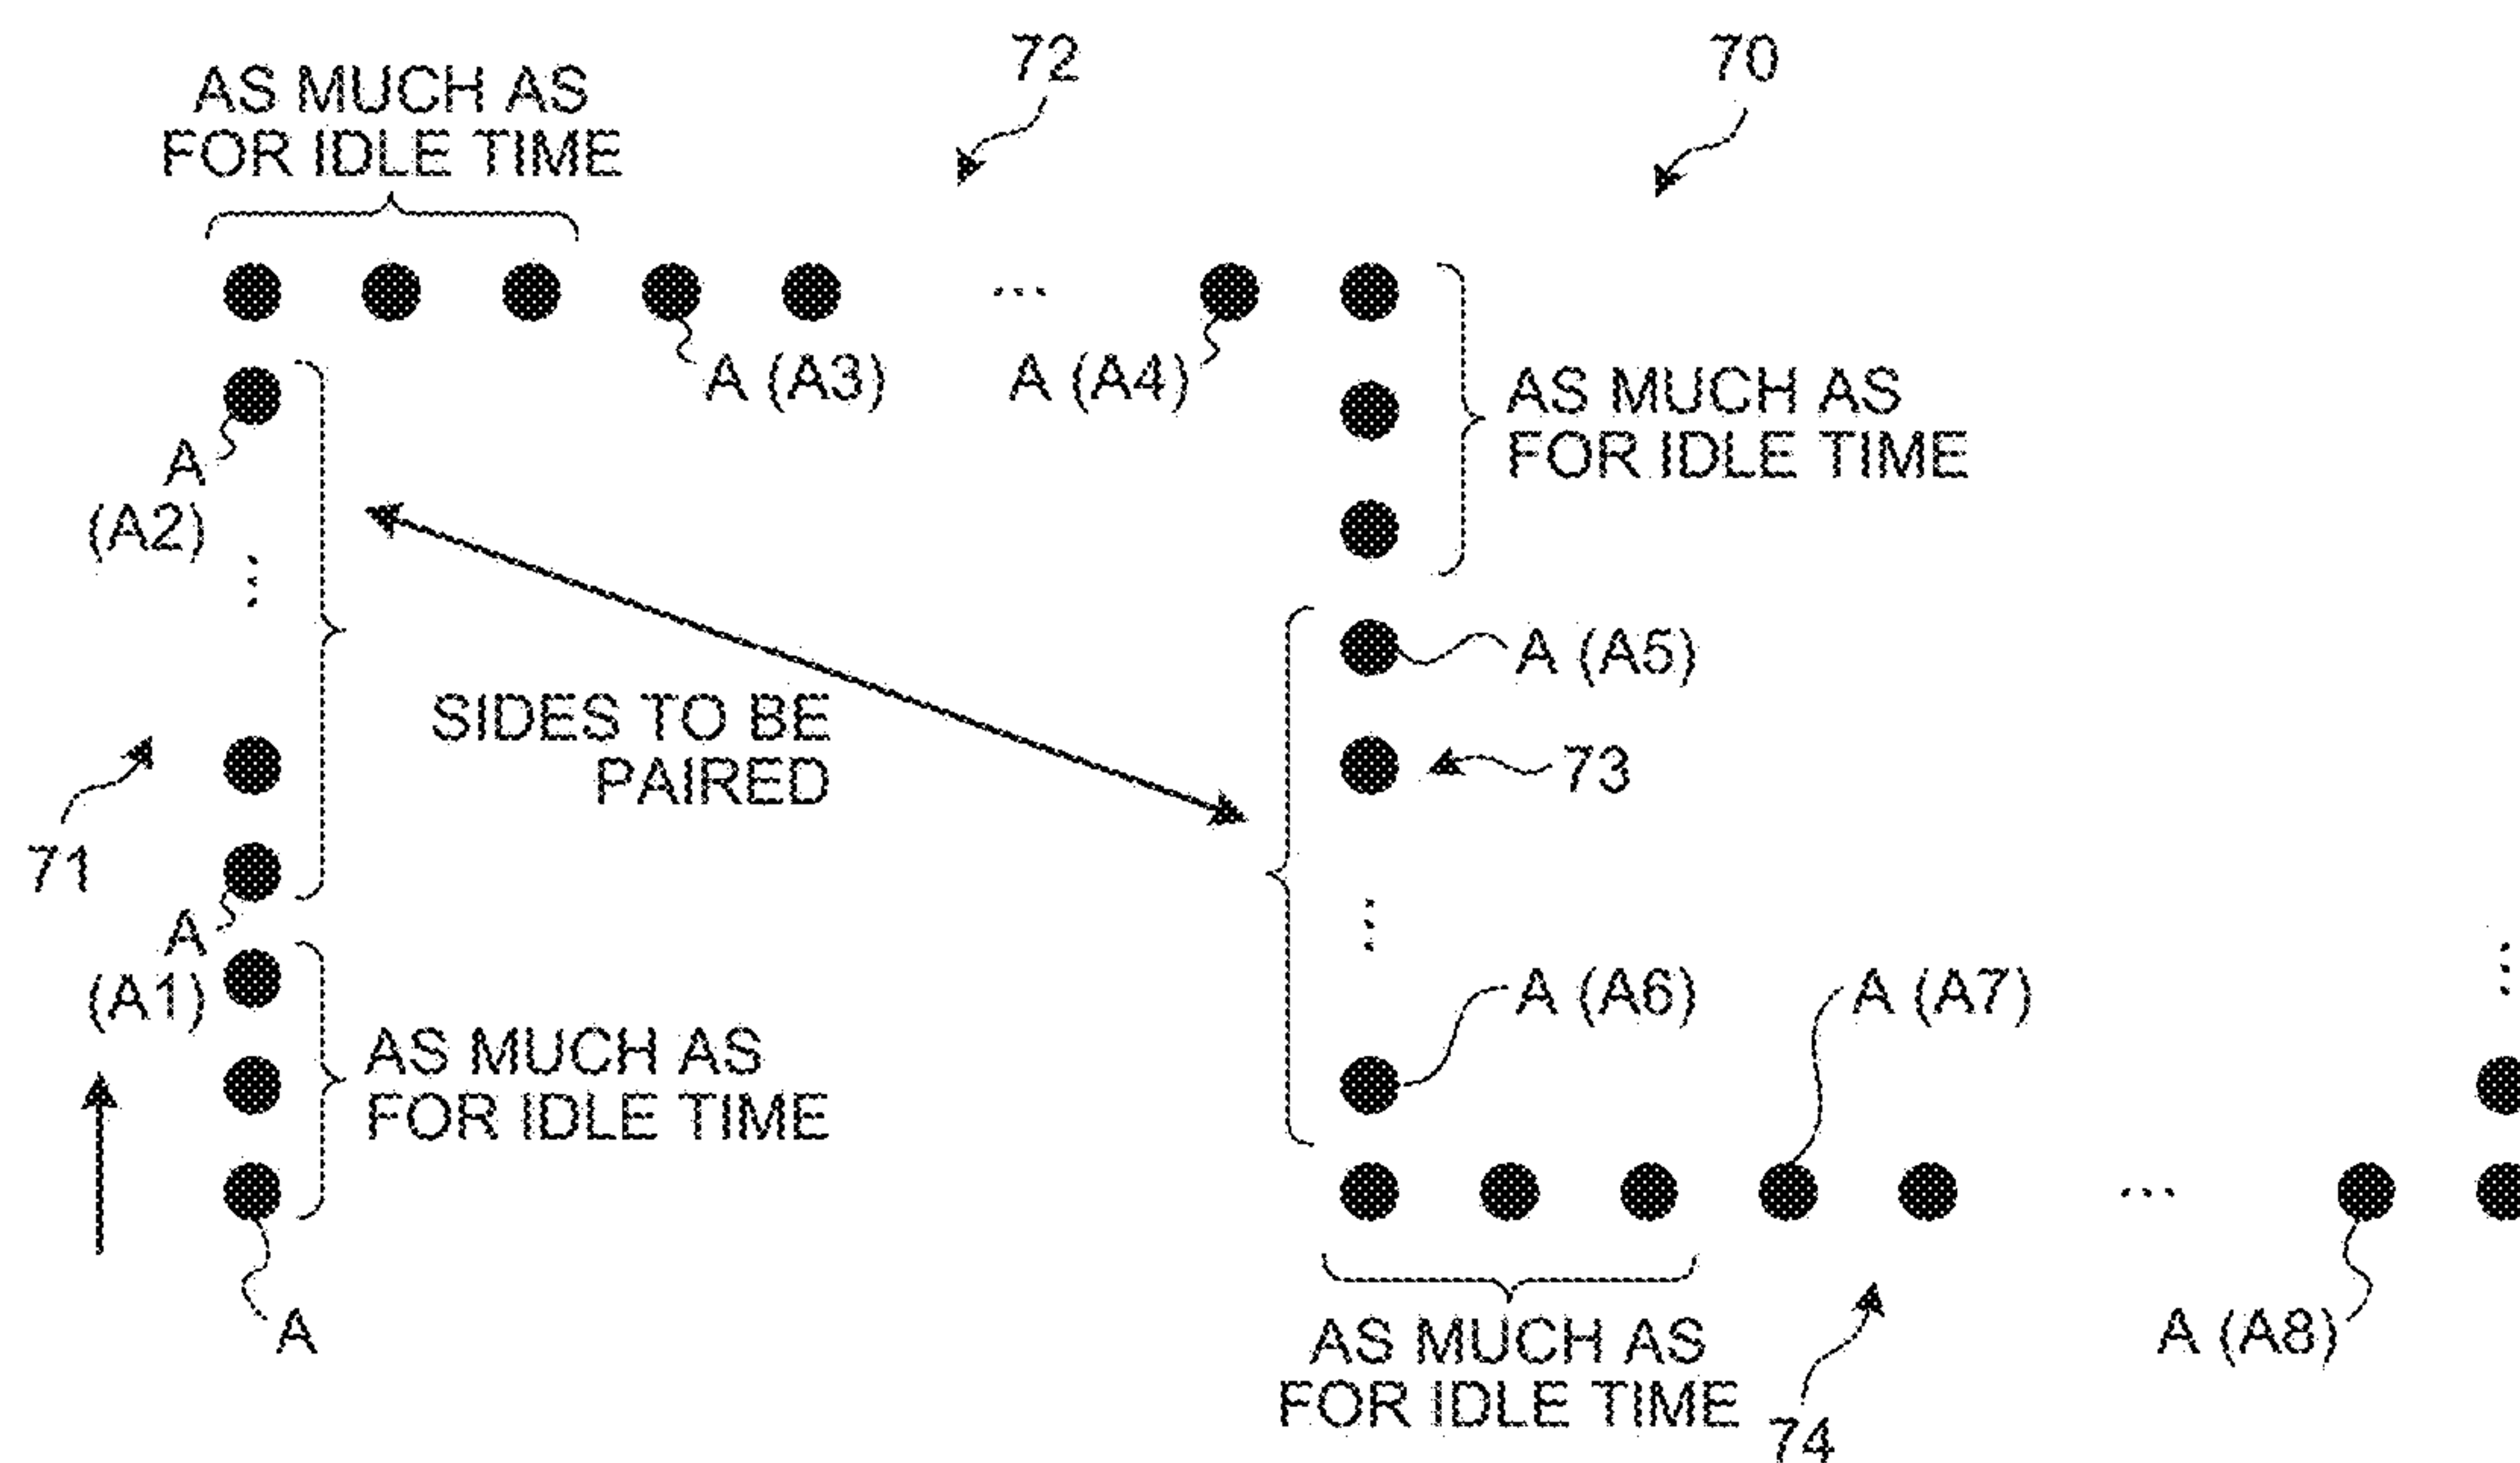 72
70
AS MUCH AS
FOR IDLE TIME
...
A (A3)
A (A4)
AS MUCH AS
FOR IDLE TIME
A
(A2)
...
A (A5)
SIDES TO BE
PAIRED
73
71
A
(A1)
...
...
A (A6)
A (A7)
AS MUCH AS
FOR IDLE TIME
...
A
AS MUCH AS
FOR IDLE TIME
A (A8)
74